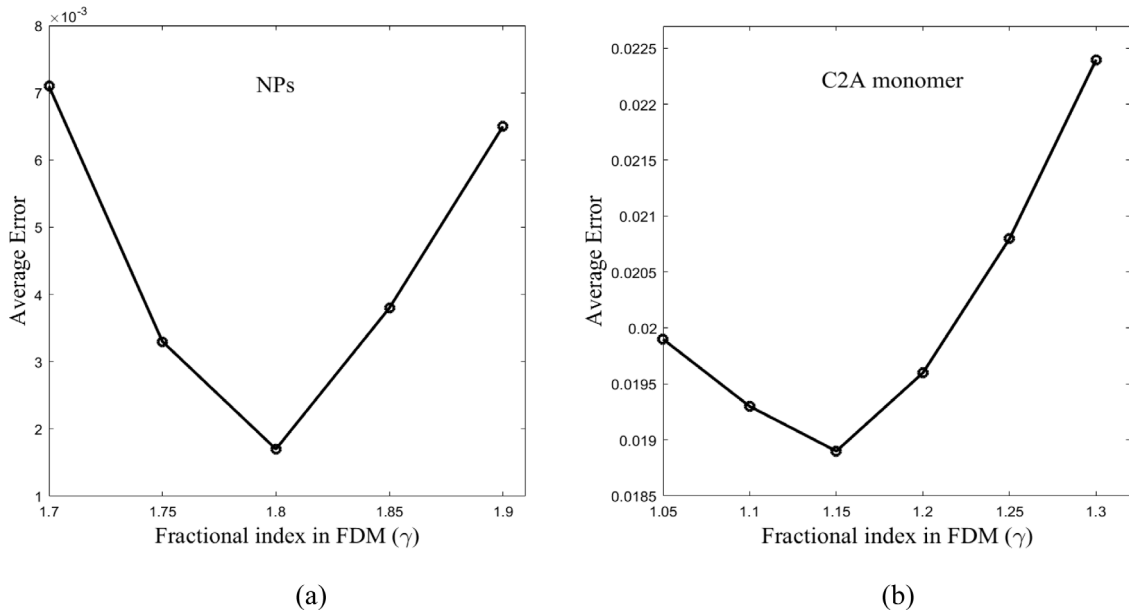 ×10⁻³
8
7
6
5
4
3
2
1
1.7 1.75 1.8 1.85 1.9
NPs
Average Error
Fractional index in FDM (γ)
(a)
0.0225
0.022
0.0215
0.021
0.0205
0.02
0.0195
0.019
0.0185
1.05 1.1 1.15 1.2 1.25 1.3
C2A monomer
Average Error
Fractional index in FDM (γ)
(b)